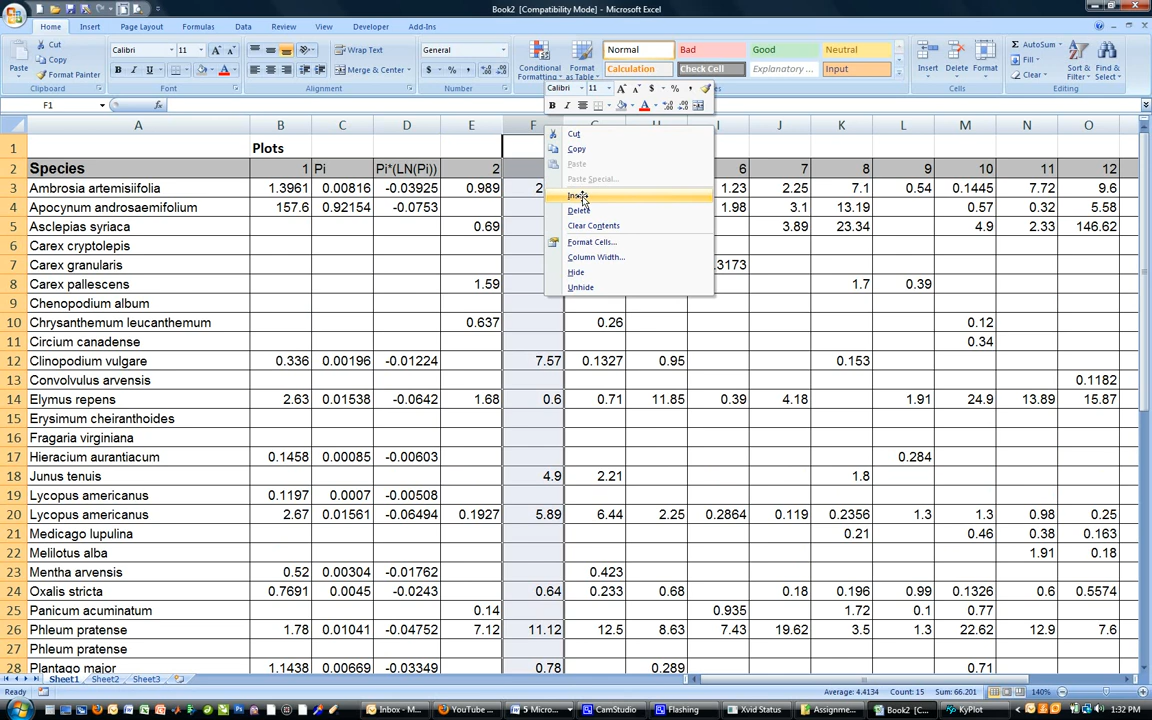 Book2 [Compatibility Mode] - Microsoft Excel
Home Insert Page Layout Formulas Data Review View Developer Add-Ins
Cut
Copy
Format Painter
Paste
Clipboard
Calibri 11
B I U
Font
Wrap Text
Merge & Center
Alignment
General
$ % ,
Number
Conditional Formatting
Format as Table
Normal Bad Good Neutral
Calculation Check Cell Explanatory ... Input
Insert Delete Format
Cells
AutoSum
Fill
Clear
Sort & Filter
Find & Select
Editing
Calibri 11 A A $ % ,
B I
F1 fx
A B C D E F G H I J K L M N O
1 Plots
2 Species 1 Pi Pi*(LN(Pi)) 2 6 7 8 9 10 11 12
3 Ambrosia artemisiifolia 1.3961 0.00816 -0.03925 0.989 2 1.23 2.25 7.1 0.54 0.1445 7.72 9.6
4 Apocynum androsaemifolium 157.6 0.92154 -0.0753 1.98 3.1 13.19 0.57 0.32 5.58
5 Asclepias syriaca 0.69 3.89 23.34 4.9 2.33 146.62
6 Carex cryptolepis
7 Carex granularis .3173
8 Carex pallescens 1.59 1.7 0.39
9 Chenopodium album
10 Chrysanthemum leucanthemum 0.637 0.26 0.12
11 Circium canadense 0.34
12 Clinopodium vulgare 0.336 0.00196 -0.01224 7.57 0.1327 0.95 0.153
13 Convolvulus arvensis 0.1182
14 Elymus repens 2.63 0.01538 -0.0642 1.68 0.6 0.71 11.85 0.39 4.18 1.91 24.9 13.89 15.87
15 Erysimum cheiranthoides
16 Fragaria virginiana
17 Hieracium aurantiacum 0.1458 0.00085 -0.00603 0.284
18 Junus tenuis 4.9 2.21 1.8
19 Lycopus americanus 0.1197 0.0007 -0.00508
20 Lycopus americanus 2.67 0.01561 -0.06494 0.1927 5.89 6.44 2.25 0.2864 0.119 0.2356 1.3 1.3 0.98 0.25
21 Medicago lupulina 0.21 0.46 0.38 0.163
22 Melilotus alba 1.91 0.18
23 Mentha arvensis 0.52 0.00304 -0.01762 0.423
24 Oxalis stricta 0.7691 0.0045 -0.0243 0.64 0.233 0.68 0.18 0.196 0.99 0.1326 0.6 0.5574
25 Panicum acuminatum 0.14 0.935 1.72 0.1 0.77
26 Phleum pratense 1.78 0.01041 -0.04752 7.12 11.12 12.5 8.63 7.43 19.62 3.5 1.3 22.62 12.9 7.6
27 Phleum pratense
28 Plantago major 1.1438 0.00669 -0.03349 0.78 0.289 0.71
Cut
Copy
Paste
Paste Special...
Delete
Clear Contents
Format Cells...
Column Width...
Hide
Unhide
Sheet1 Sheet2 Sheet3
Ready Average: 4.4134 Count: 15 Sum: 66.201 140%
Inbox - M... YouTube ... 5 Micro... CamStudio Flashing Xvid Status Assignme... Book2 [C... KyPlot 1:32 PM